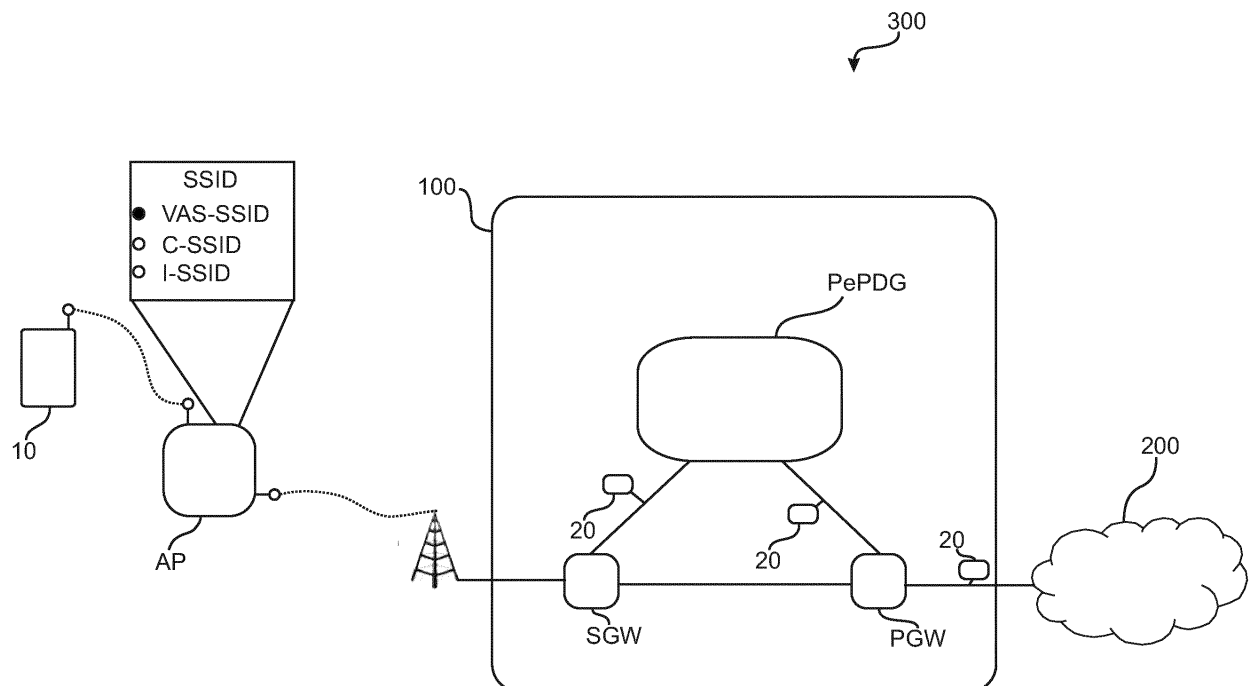 300
SSID
VAS-SSID
C-SSID
I-SSID
100
PePDG
10
200
20
20
20
AP
SGW
PGW